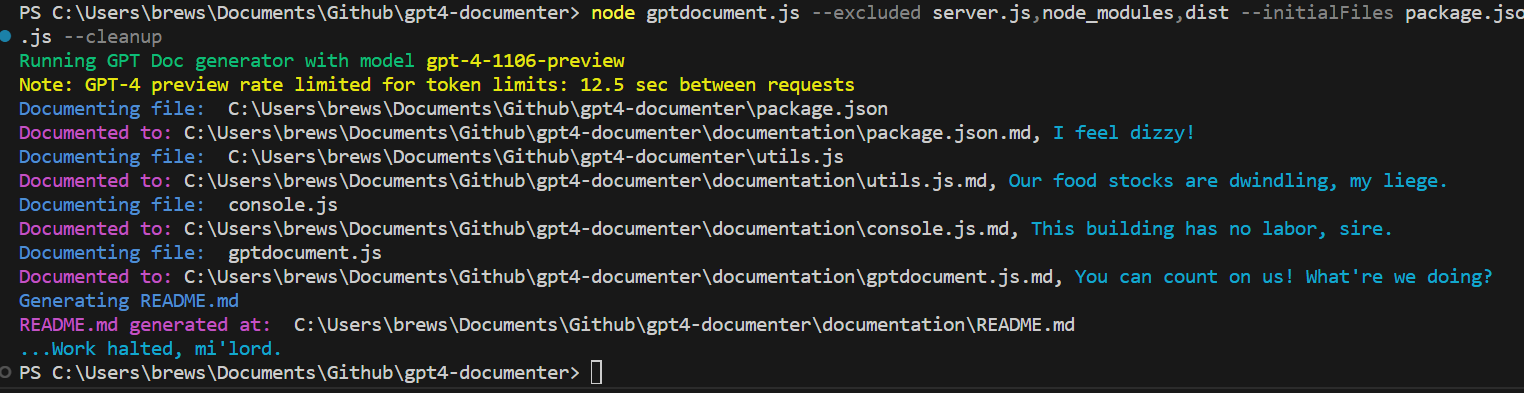 PS C:\Users\brews\Documents\Github\gpt4-documenter> node gptdocument.js --excluded server.js,node_modules,dist --initialFiles package.jso
.js --cleanup
Running GPT Doc generator with model gpt-4-1106-preview
Note: GPT-4 preview rate limited for token limits: 12.5 sec between requests
Documenting file:  C:\Users\brews\Documents\Github\gpt4-documenter\package.json
Documented to: C:\Users\brews\Documents\Github\gpt4-documenter\documentation\package.json.md, I feel dizzy!
Documenting file:  C:\Users\brews\Documents\Github\gpt4-documenter\utils.js
Documented to: C:\Users\brews\Documents\Github\gpt4-documenter\documentation\utils.js.md, Our food stocks are dwindling, my liege.
Documenting file:  console.js
Documented to: C:\Users\brews\Documents\Github\gpt4-documenter\documentation\console.js.md, This building has no labor, sire.
Documenting file:  gptdocument.js
Documented to: C:\Users\brews\Documents\Github\gpt4-documenter\documentation\gptdocument.js.md, You can count on us! What're we doing?
Generating README.md
README.md generated at:  C:\Users\brews\Documents\Github\gpt4-documenter\documentation\README.md
...Work halted, mi'lord.
PS C:\Users\brews\Documents\Github\gpt4-documenter>